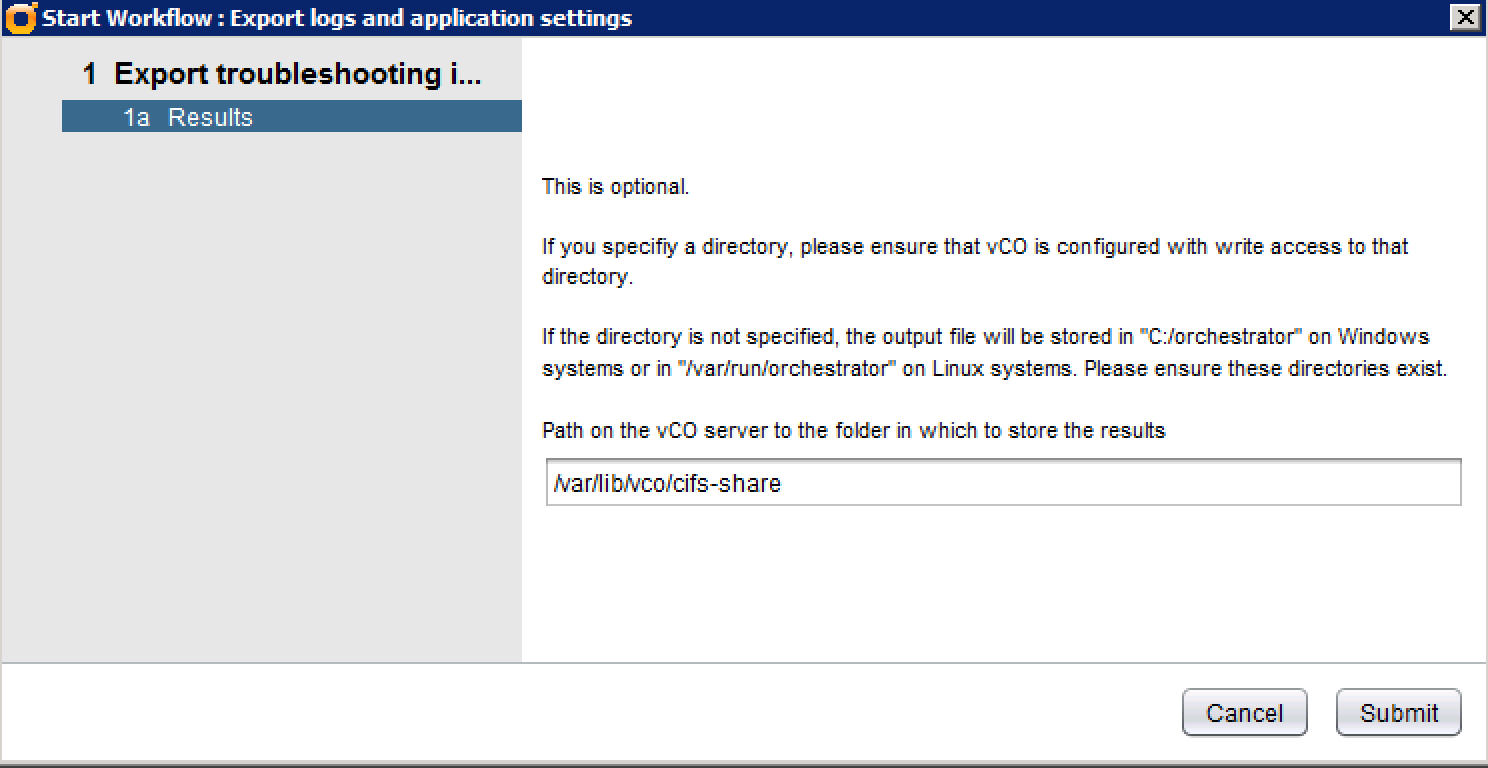 Start Workflow : Export logs and application settings
1 Export troubleshooting i...
1a Results
This is optional.
If you specifiy a directory, please ensure that vCO is configured with write access to that
directory.
If the directory is not specified, the output file will be stored in "C:/orchestrator" on Windows
systems or in "/var/run/orchestrator" on Linux systems. Please ensure these directories exist.
Path on the vCO server to the folder in which to store the results
/var/lib/vco/cifs-share
Cancel
Submit